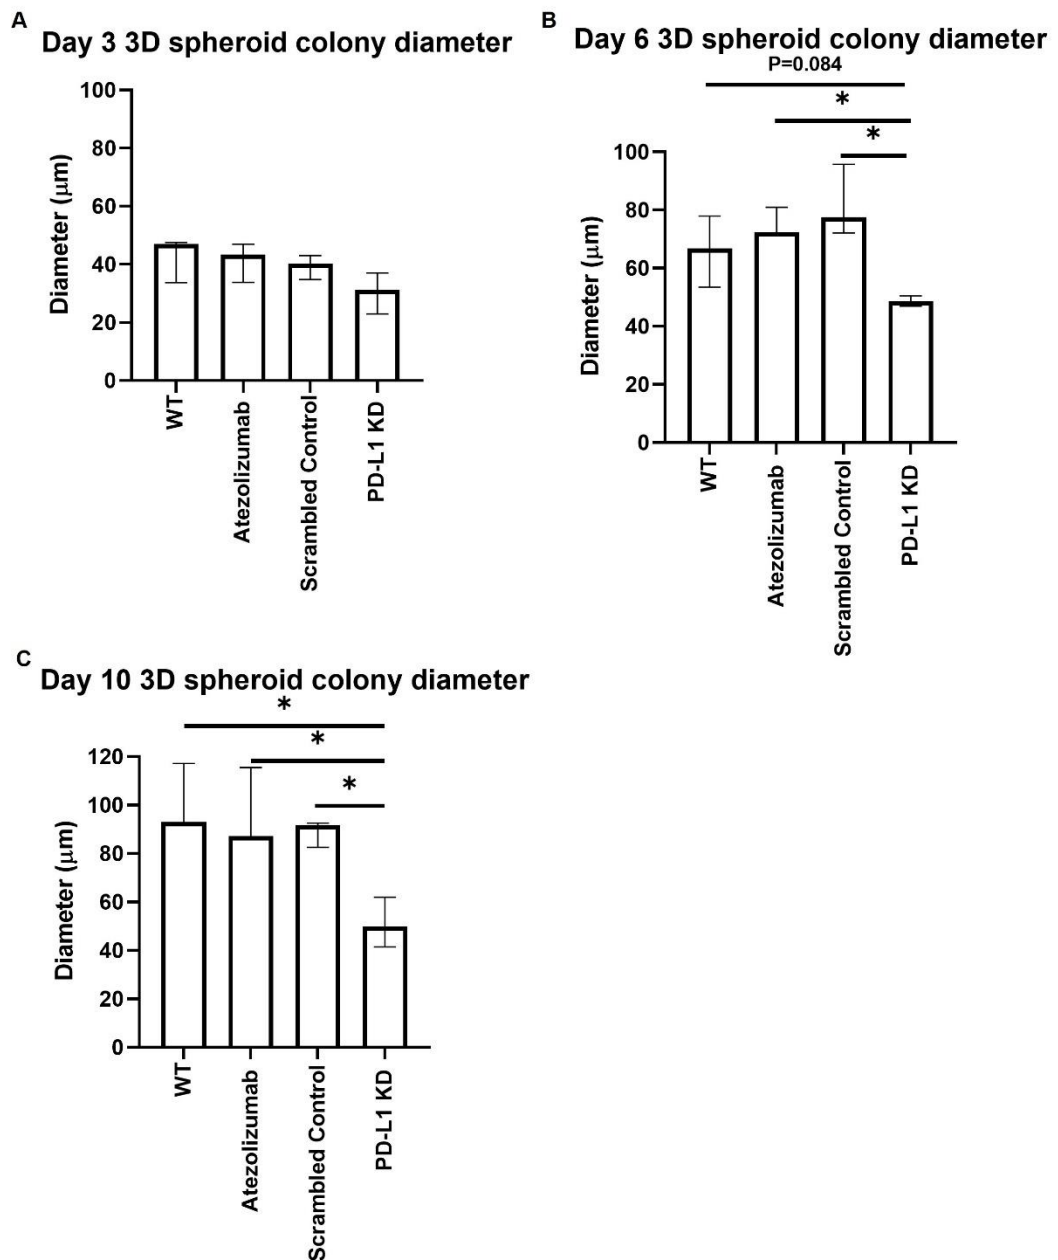 A
Day 3 3D spheroid colony diameter
100
80
60
40
20
0
Diameter (μm)
WT
Atezolizumab
Scrambled Control
PD-L1 KD
B
Day 6 3D spheroid colony diameter
P=0.084
*
*
100
80
60
40
20
0
Diameter (μm)
WT
Atezolizumab
Scrambled Control
PD-L1 KD
C
Day 10 3D spheroid colony diameter
*
*
*
120
100
80
60
40
20
0
Diameter (μm)
WT
Atezolizumab
Scrambled Control
PD-L1 KD